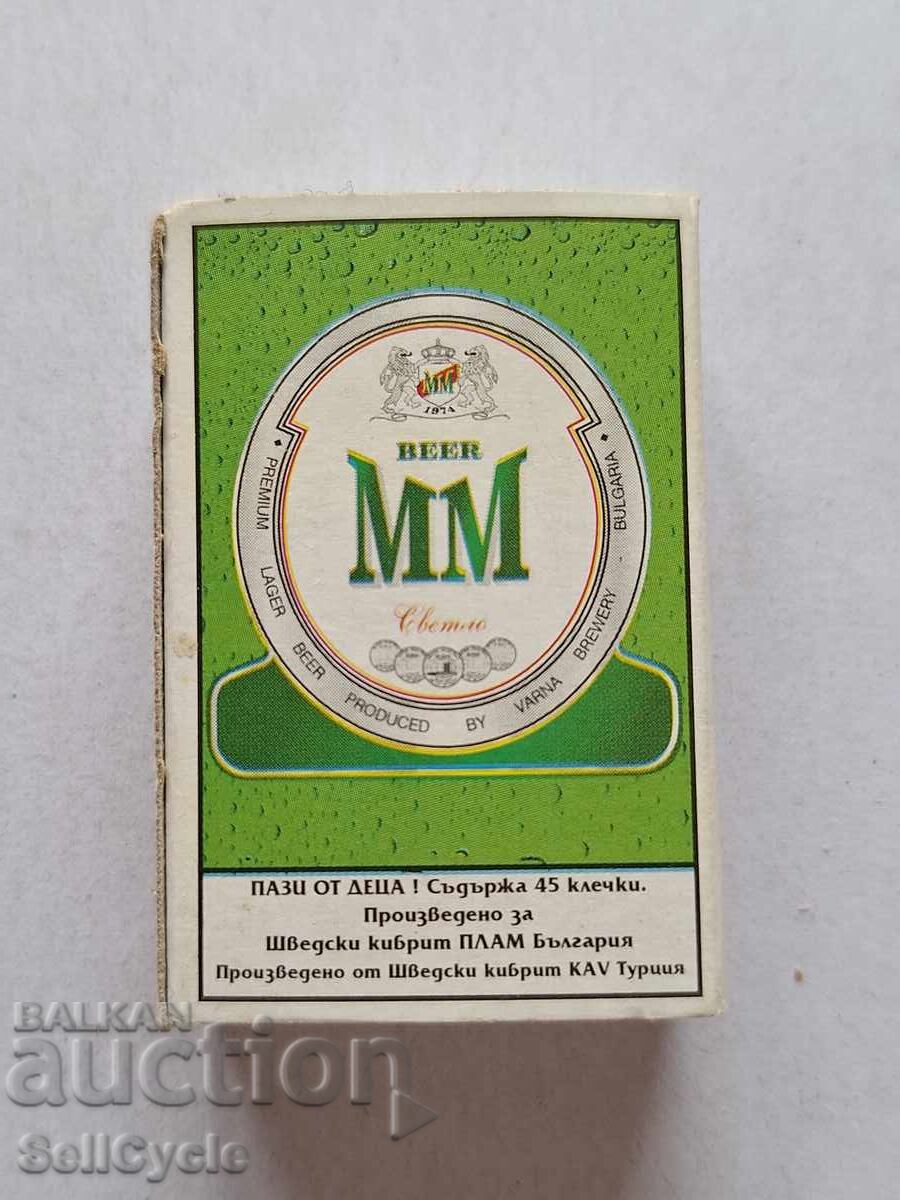 MM
1974
BEER
MM
Светло
PREMIUM LAGER BEER PRODUCED BY VARNA BREWERY - BULGARIA
ПАЗИ ОТ ДЕЦА ! Съдържа 45 клечки.
Произведено за
Шведски кибрит ПЛАМ България
Произведено от Шведски кибрит KAV Турция
BALKAN
auction
SellCycle